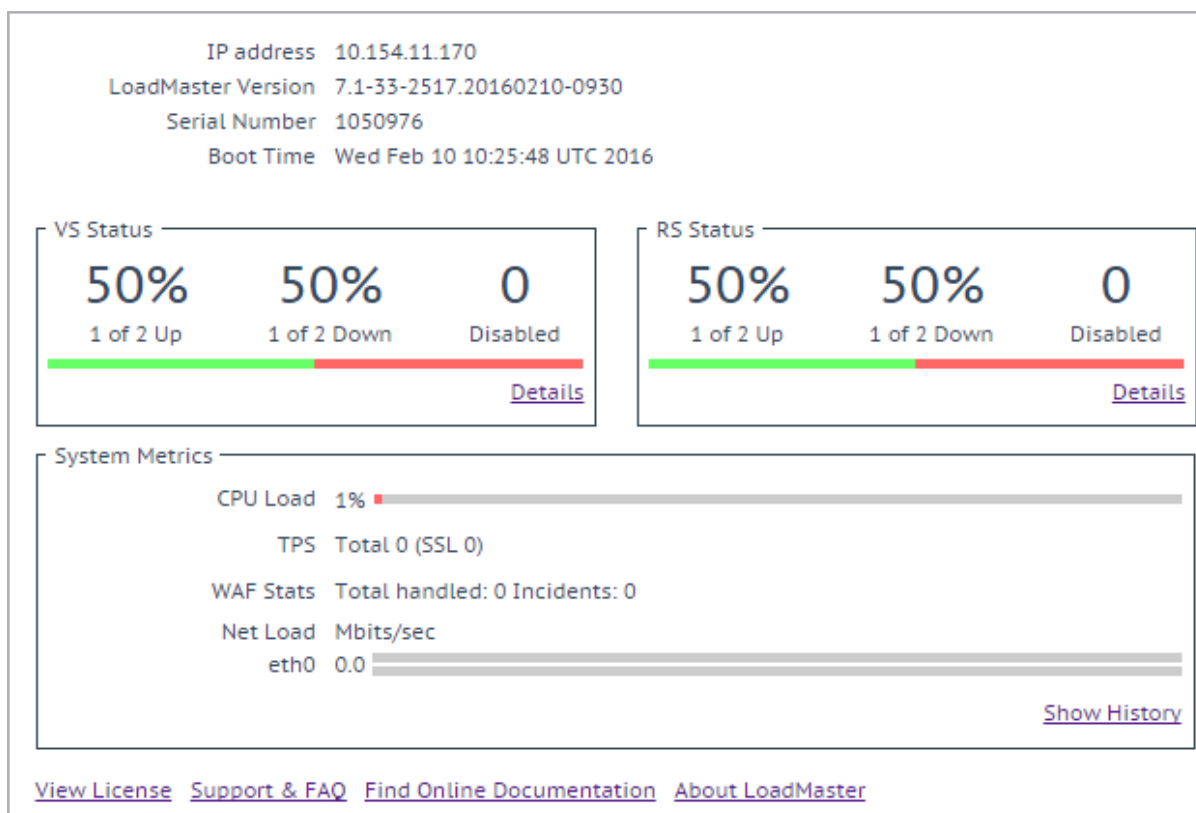 IP address 10.154.11.170
LoadMaster Version 7.1-33-2517.20160210-0930
Serial Number 1050976
Boot Time Wed Feb 10 10:25:48 UTC 2016
VS Status
50% 50% 0
1 of 2 Up 1 of 2 Down Disabled
Details
RS Status
50% 50% 0
1 of 2 Up 1 of 2 Down Disabled
Details
System Metrics
CPU Load 1%
TPS Total 0 (SSL 0)
WAF Stats Total handled: 0 Incidents: 0
Net Load Mbits/sec
eth0 0.0
Show History
View License Support & FAQ Find Online Documentation About LoadMaster